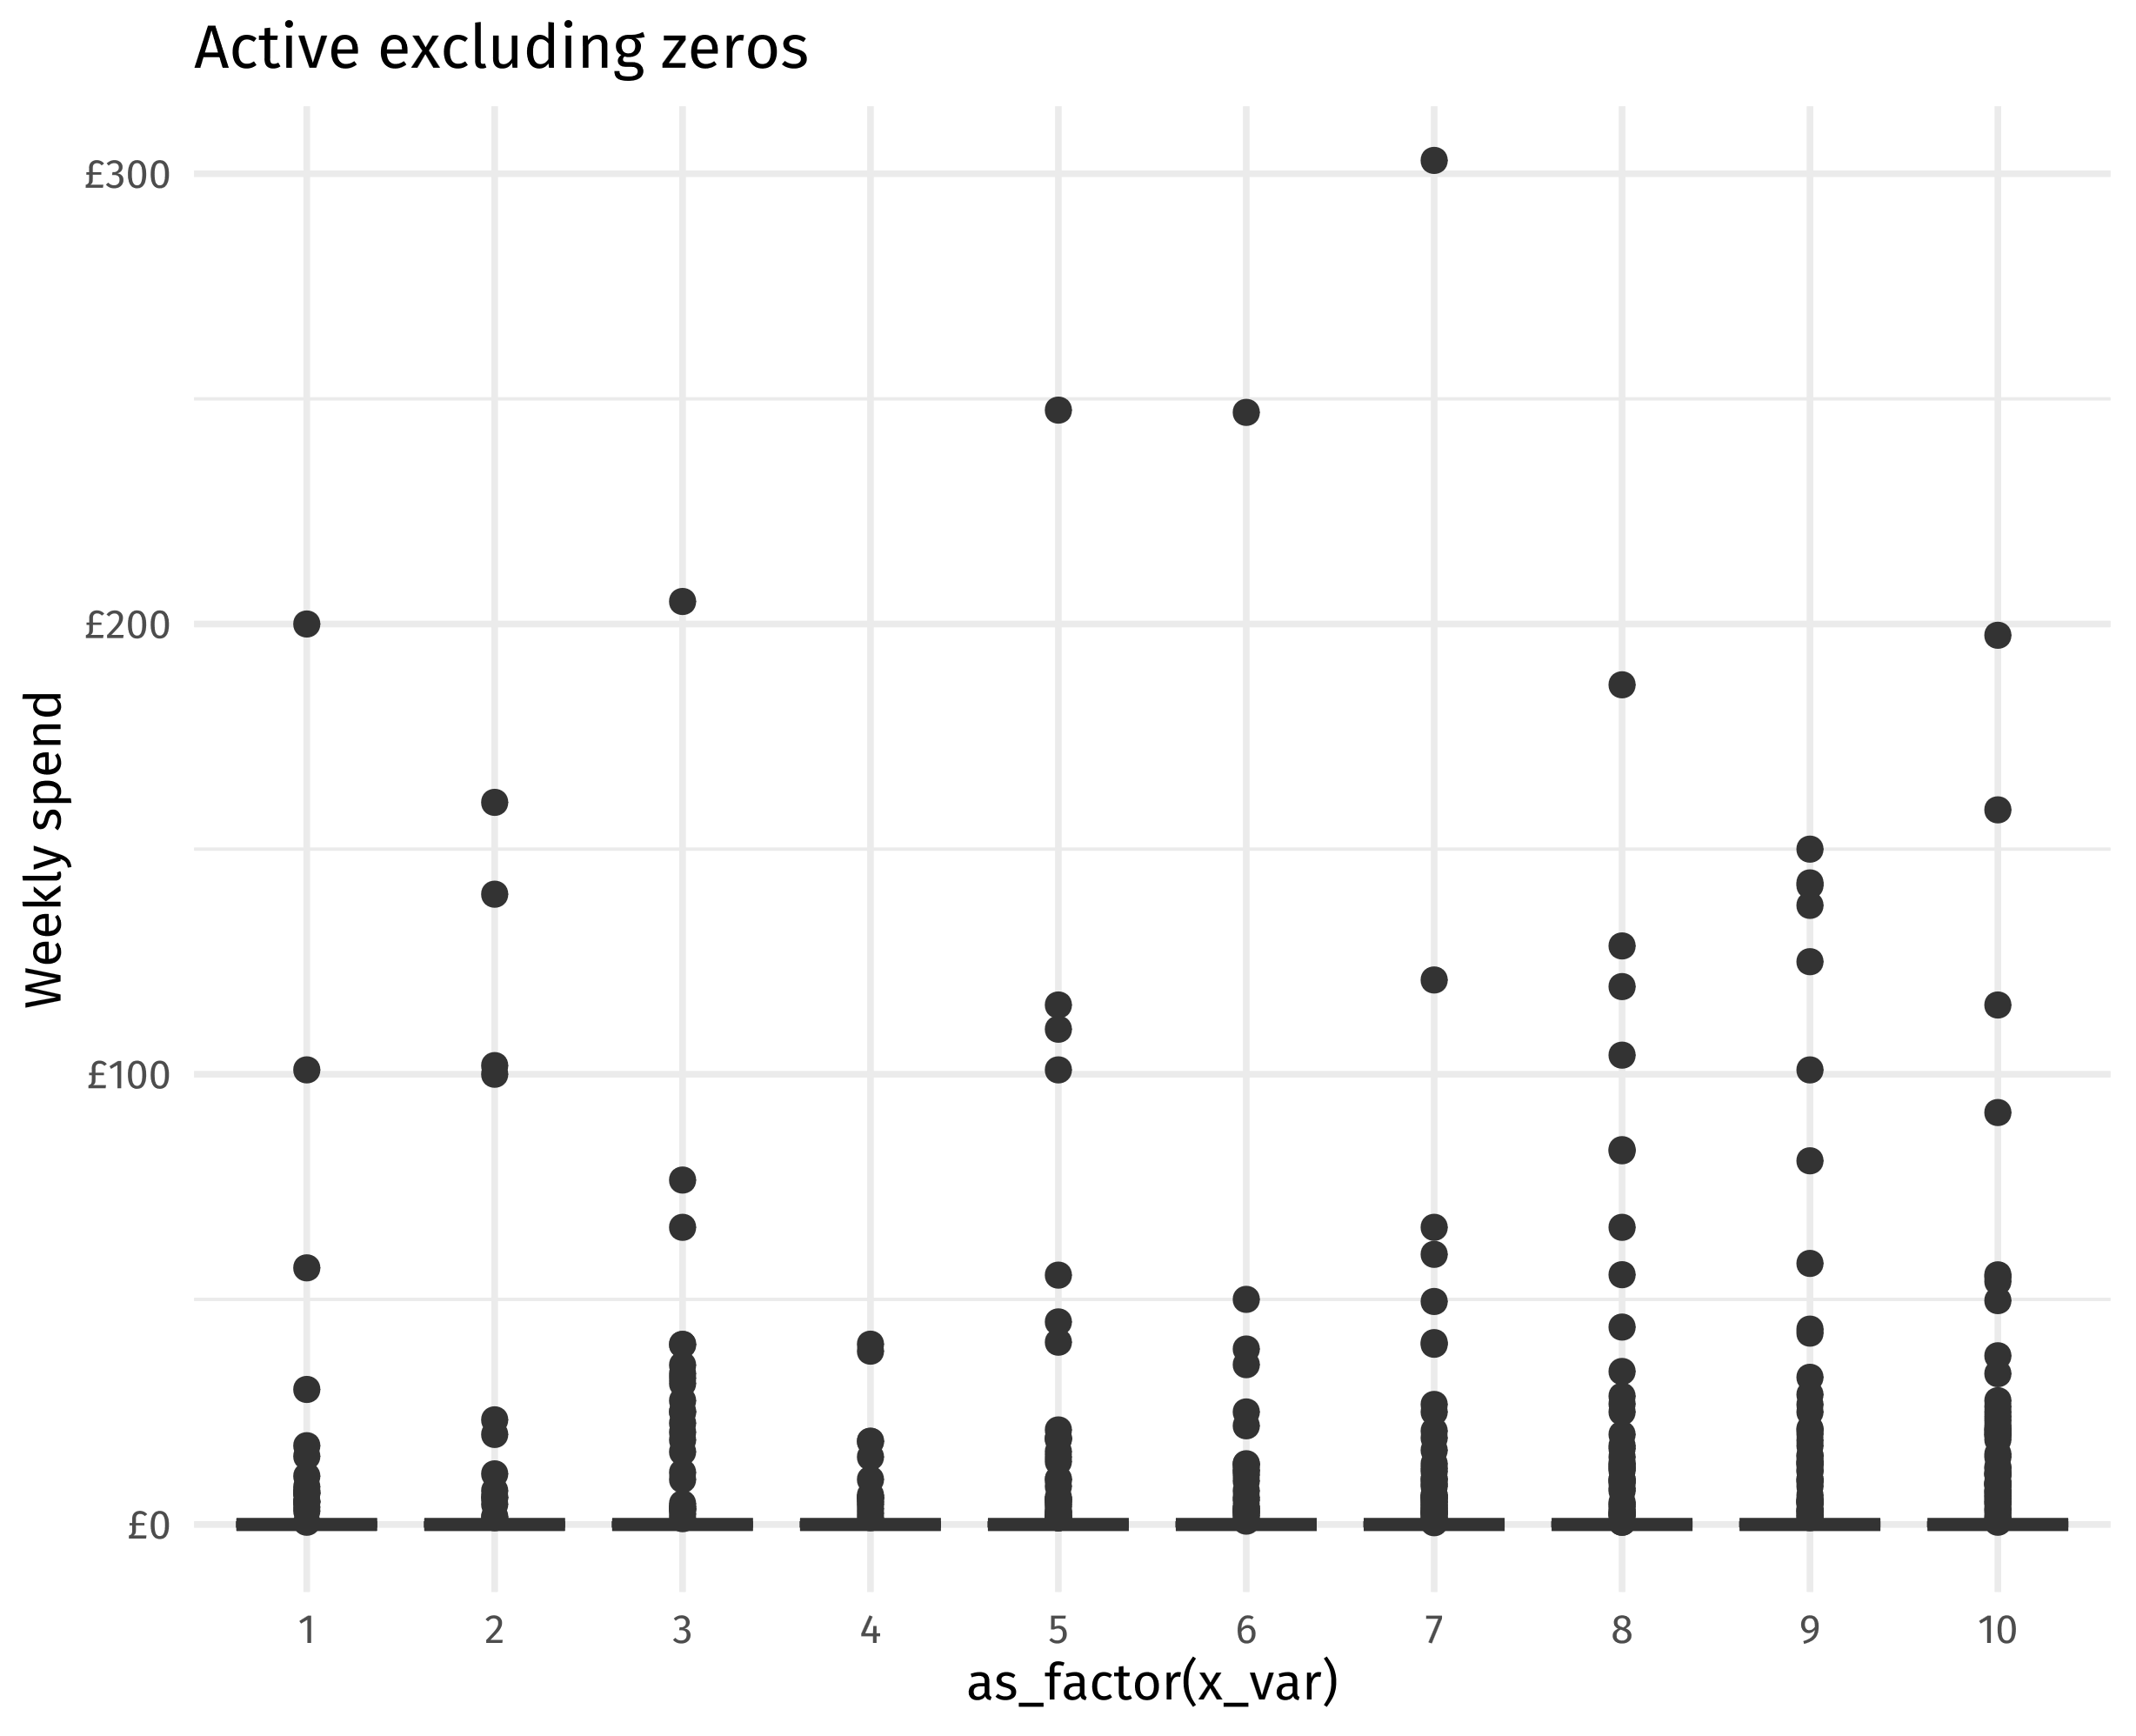 Active excluding zeros
£300
£200
£100
£0
Weekly spend
1 2 3 4 5 6 7 8 9 10
as_factor(x_var)